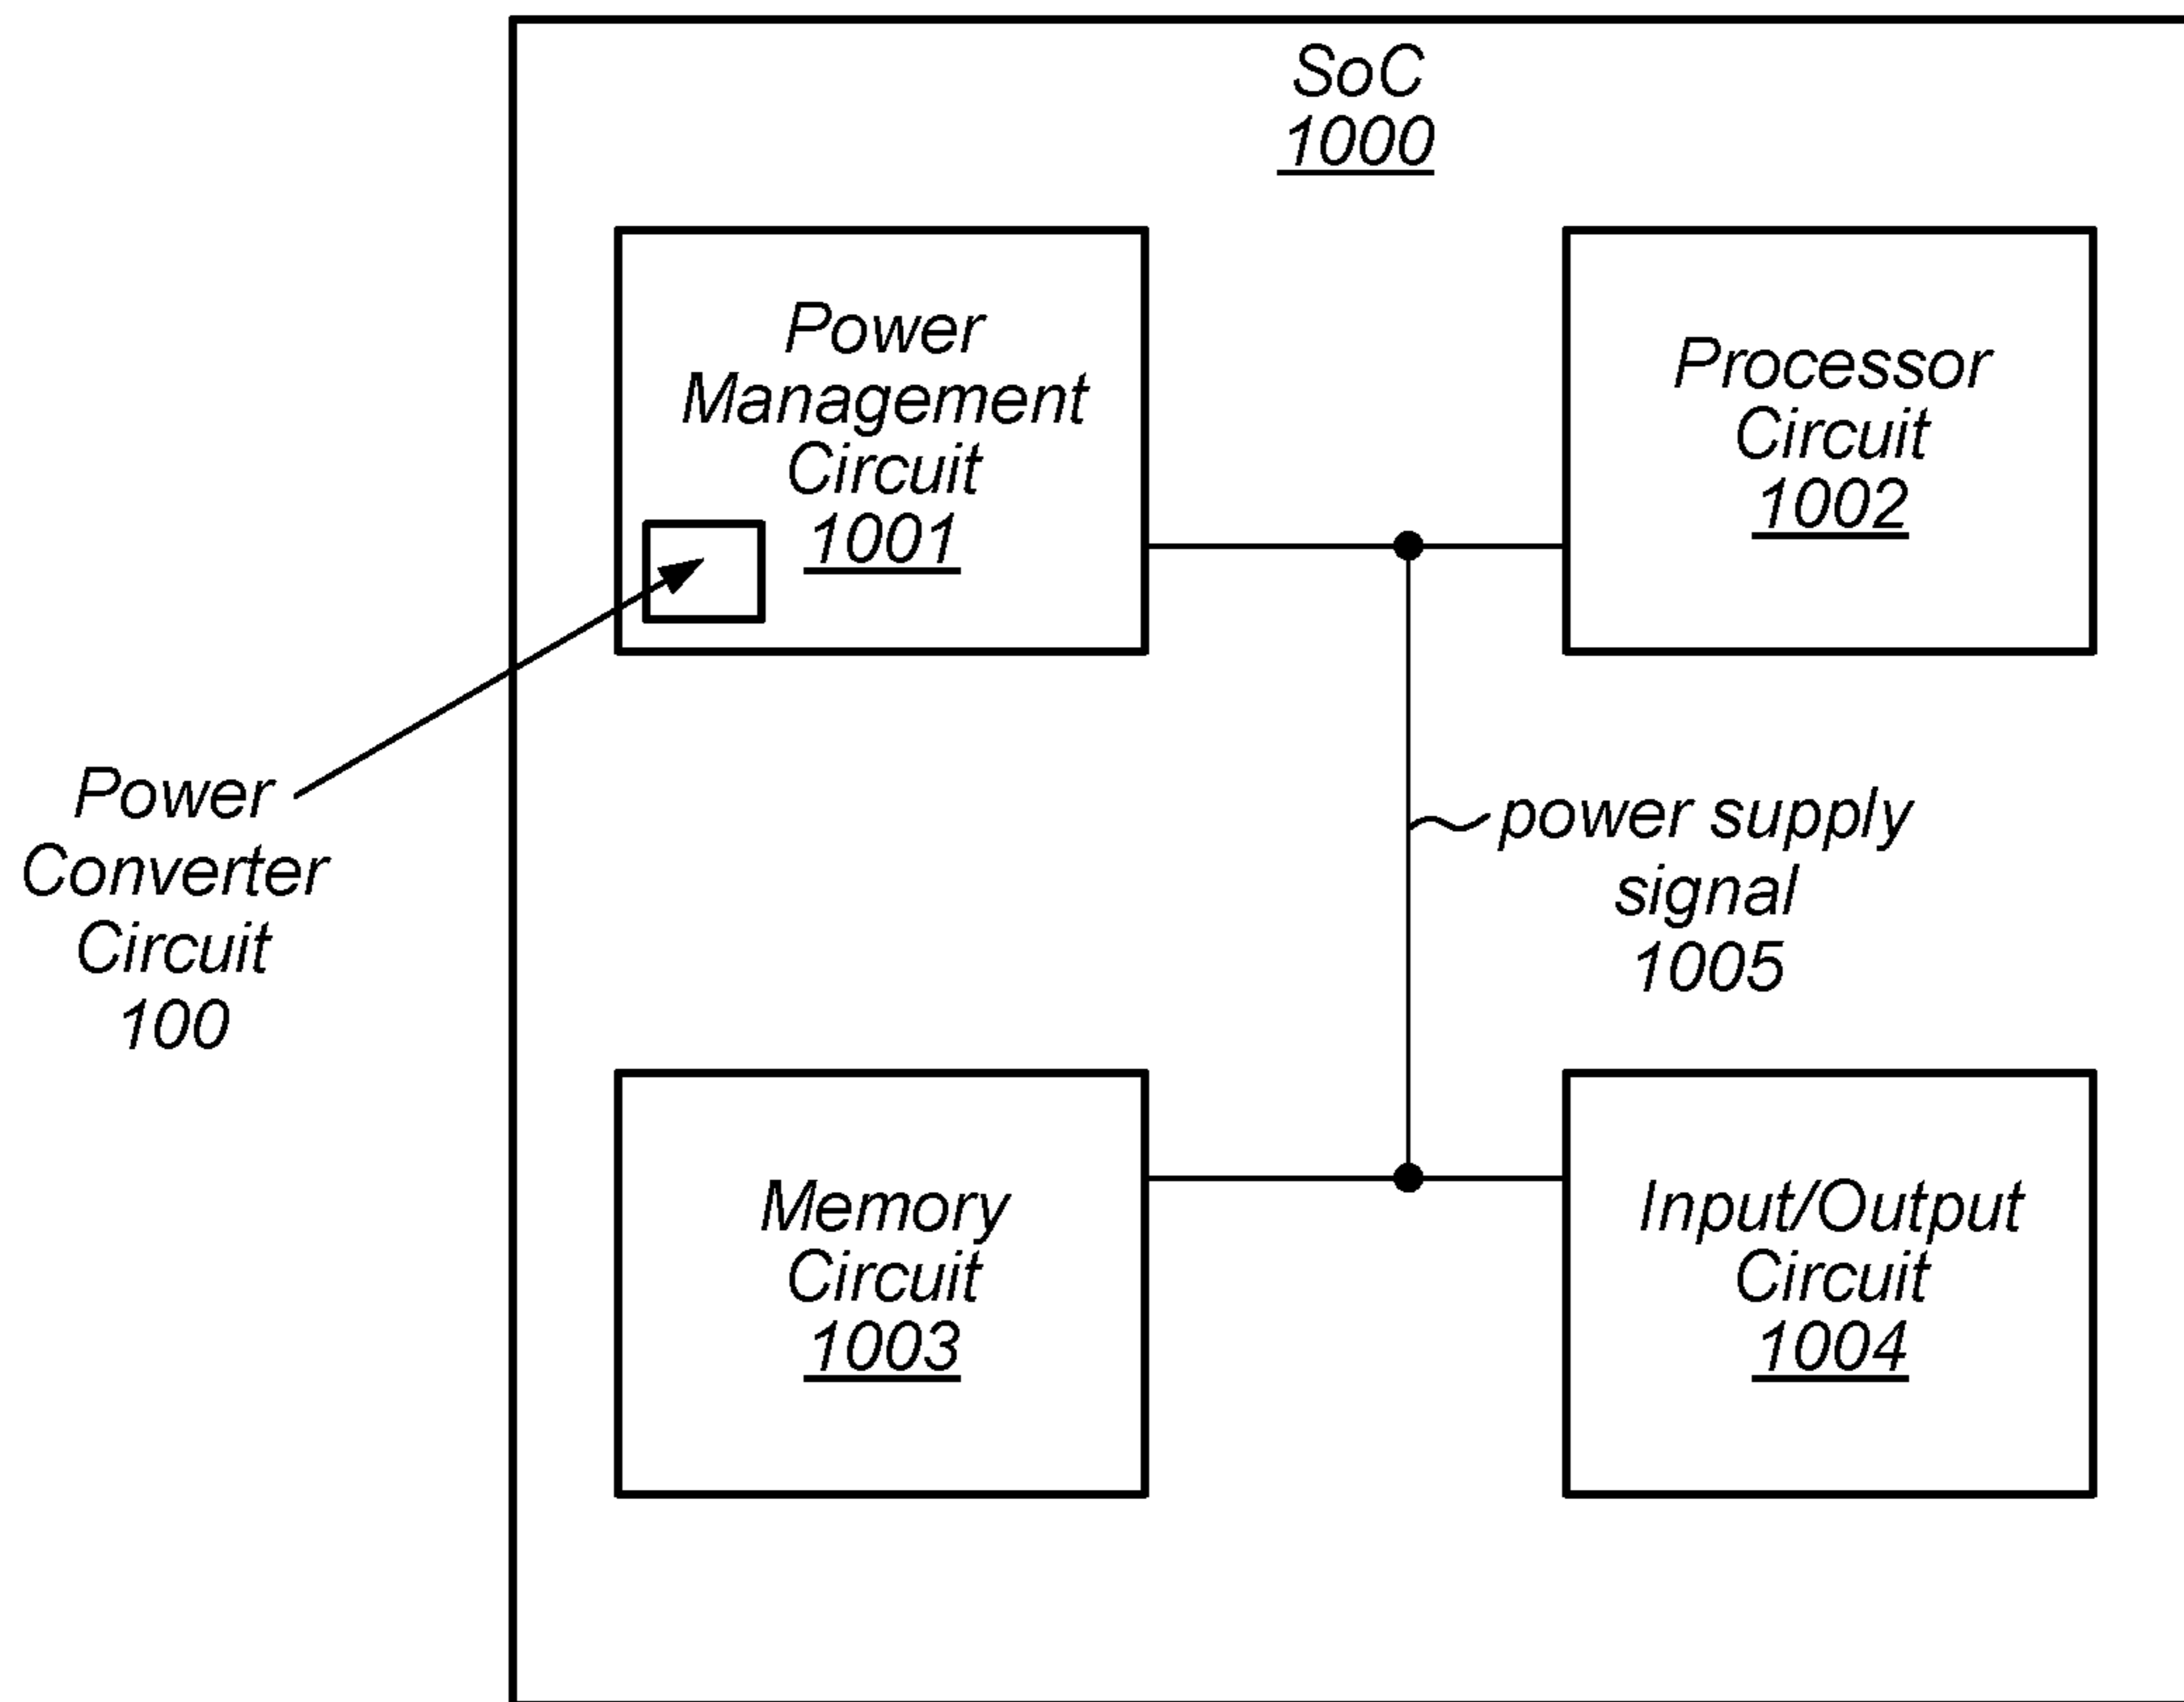 SoC
1000
Power
Management
Circuit
1001
Processor
Circuit
1002
Power
Converter
Circuit
100
power supply
signal
1005
Memory
Circuit
1003
Input/Output
Circuit
1004